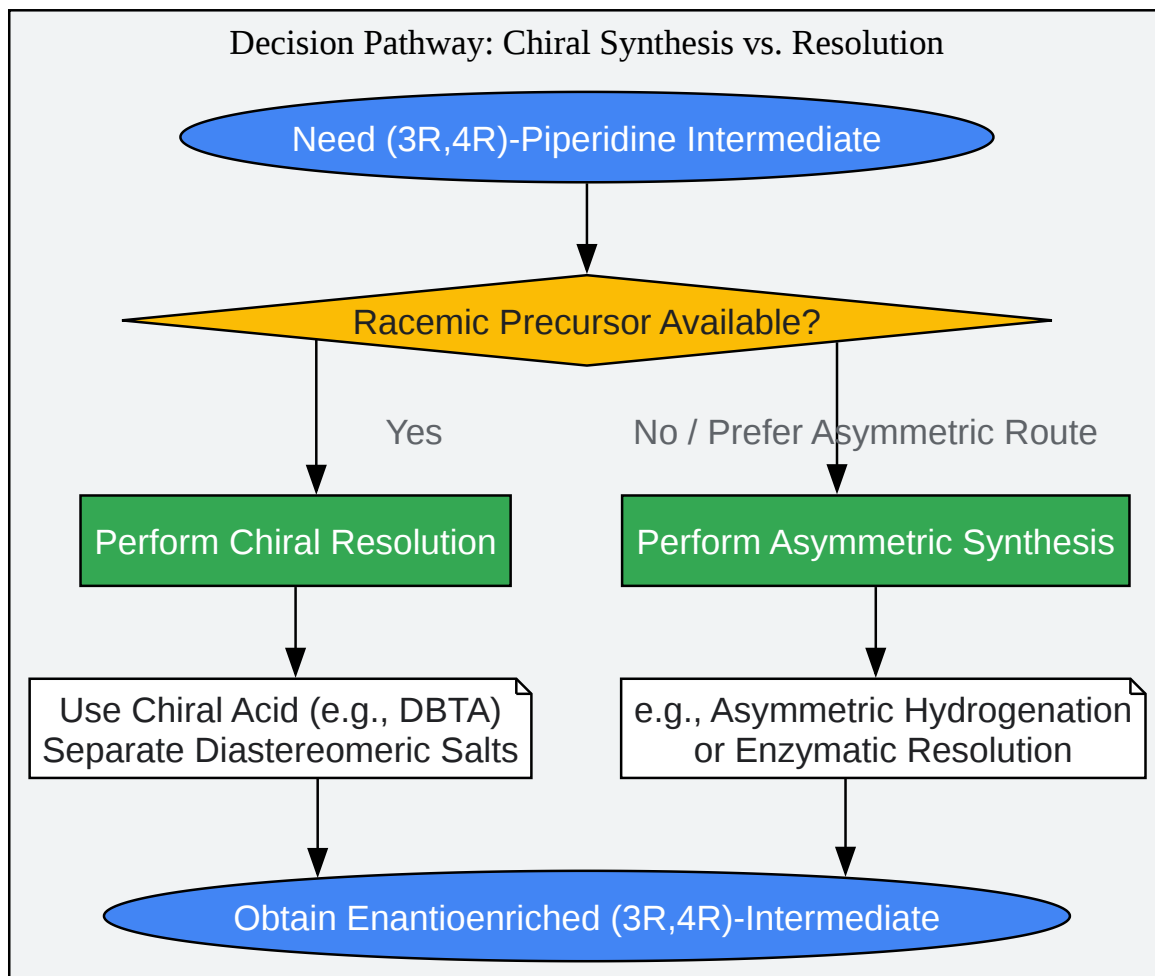 Decision Pathway: Chiral Synthesis vs. Resolution
Need (3R,4R)-Piperidine Intermediate
Racemic Precursor Available?
Yes
No / Prefer Asymmetric Route
Perform Chiral Resolution
Perform Asymmetric Synthesis
Use Chiral Acid (e.g., DBTA)
Separate Diastereomeric Salts
e.g., Asymmetric Hydrogenation
or Enzymatic Resolution
Obtain Enantioenriched (3R,4R)-Intermediate